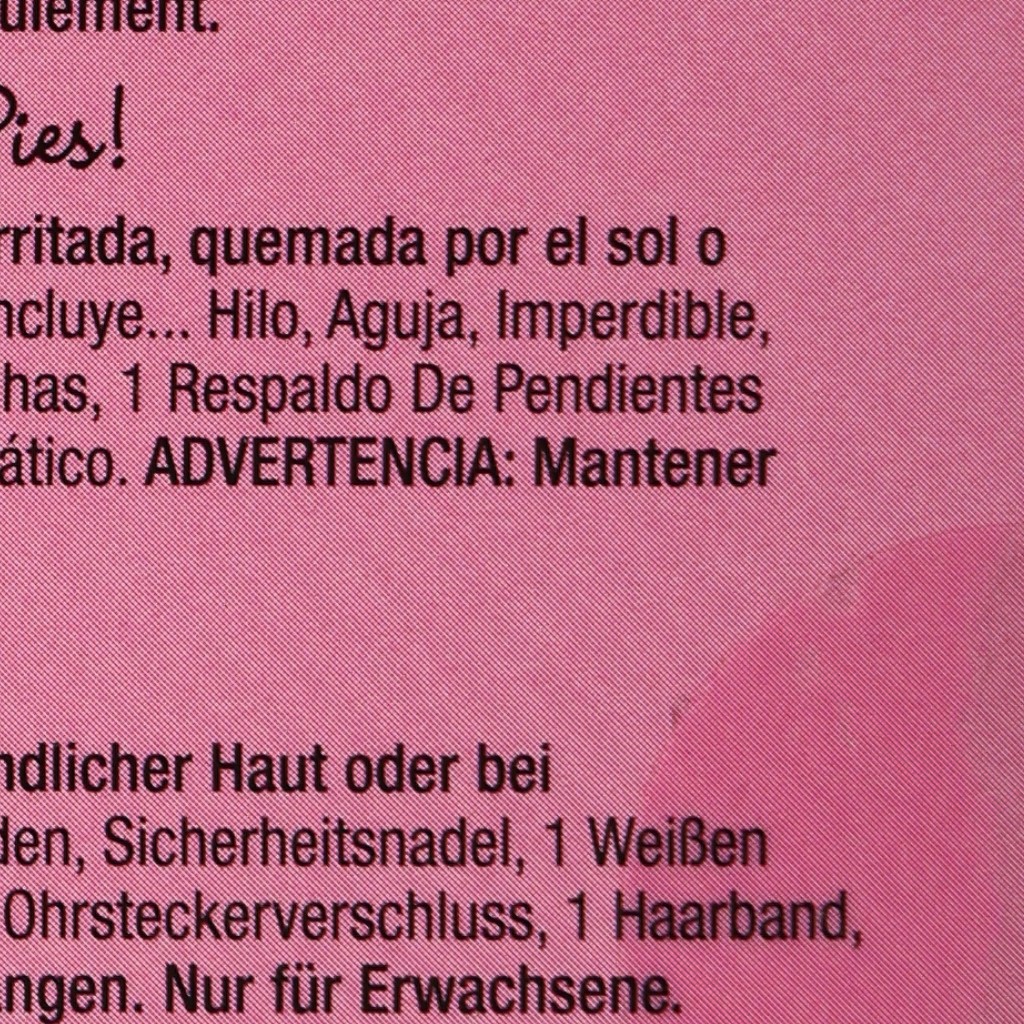 ulement.
Pies!
rritada, quemada por el sol o
ncluye... Hilo, Aguja, Imperdible,
has, 1 Respaldo De Pendientes
ático. ADVERTENCIA: Mantener
ndlicher Haut oder bei
den, Sicherheitsnadel, 1 Weißen
Ohrsteckerverschluss, 1 Haarband,
ngen. Nur für Erwachsene.